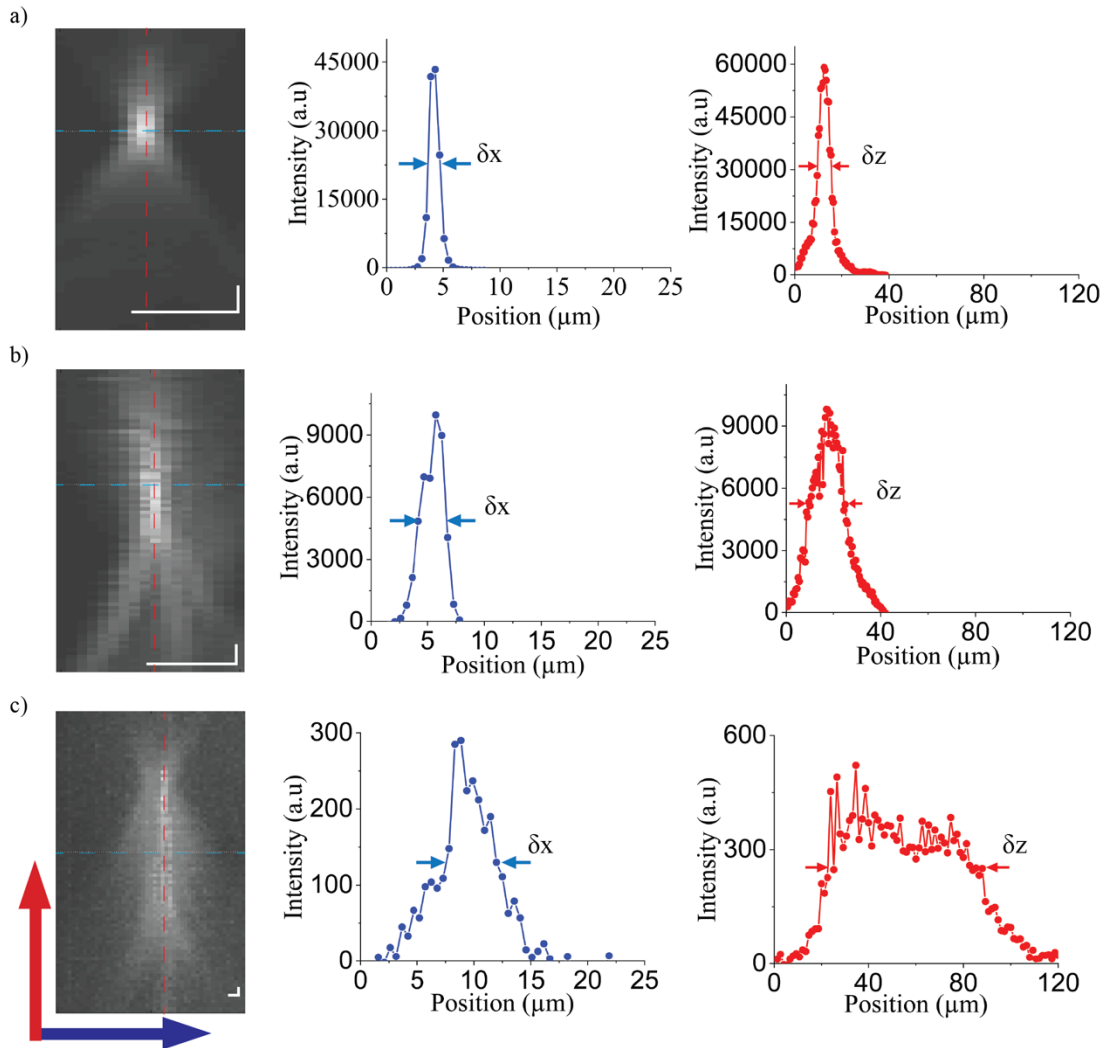 a)
Intensity (a.u)
45000
30000
15000
0
δx
0 5 10 15 20 25
Position (µm)
Intensity (a.u)
60000
45000
30000
15000
0
δz
0 40 80 120
Position (µm)
b)
Intensity (a.u)
9000
6000
3000
0
δx
0 5 10 15 20 25
Position (µm)
Intensity (a.u)
9000
6000
3000
0
δz
0 40 80 120
Position (µm)
c)
Intensity (a.u)
300
200
100
0
δx
0 5 10 15 20 25
Position (µm)
Intensity (a.u)
600
300
0
δz
0 20 40 60 80 100 120
Position (µm)